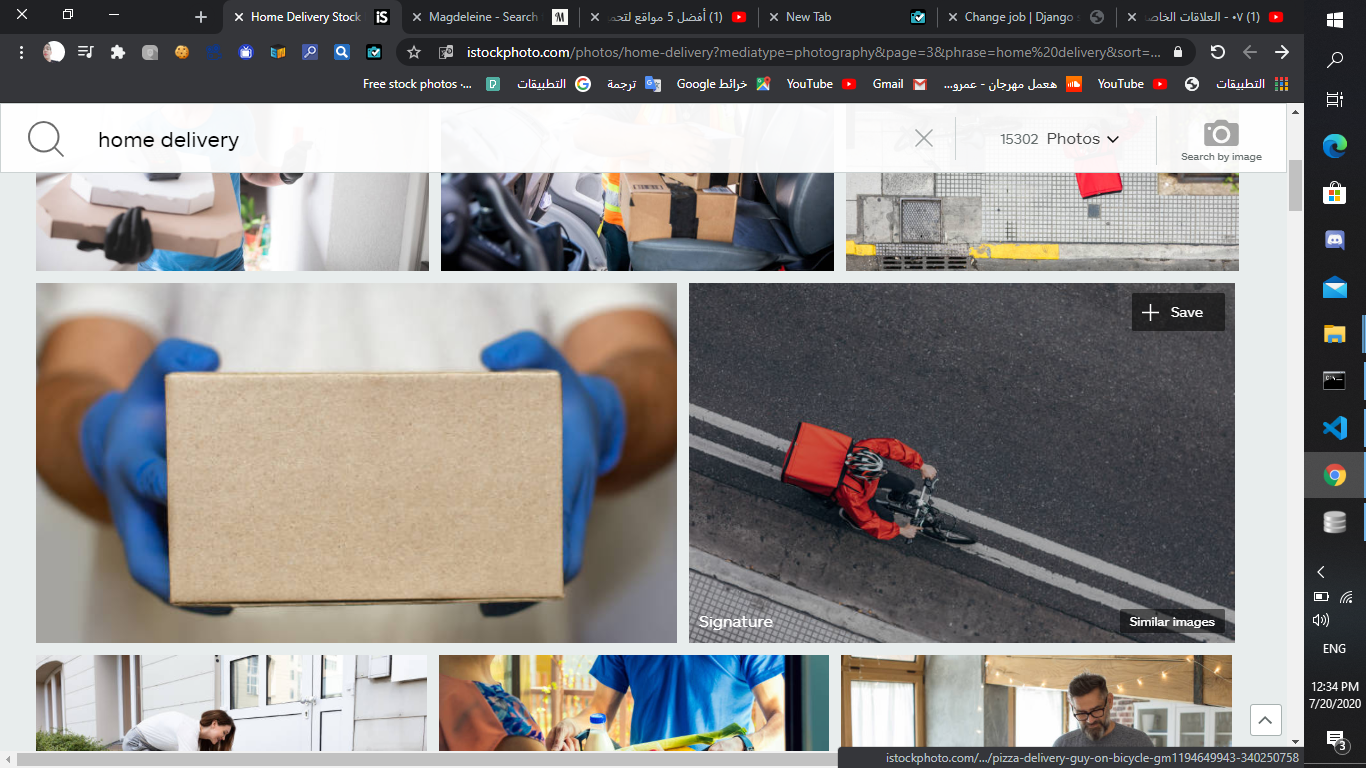 Home Delivery Stock
iS
Magdeleine - Search
M
(1) أفضل 5 مواقع لتحم
New Tab
Change job | Django s
(1) ٠٧ - العلاقات الخاص
istockphoto.com/photos/home-delivery?mediatype=photography&page=3&phrase=home%20delivery&sort=...
Free stock photos ·...
التطبيقات
ترجمة
خرائط Google
YouTube
Gmail
هعمل مهرجان - عمرو...
YouTube
التطبيقات
home delivery
15302 Photos
Search by image
Save
Signature
Similar images
ENG
12:34 PM
7/20/2020
3
istockphoto.com/.../pizza-delivery-guy-on-bicycle-gm1194649943-340250758